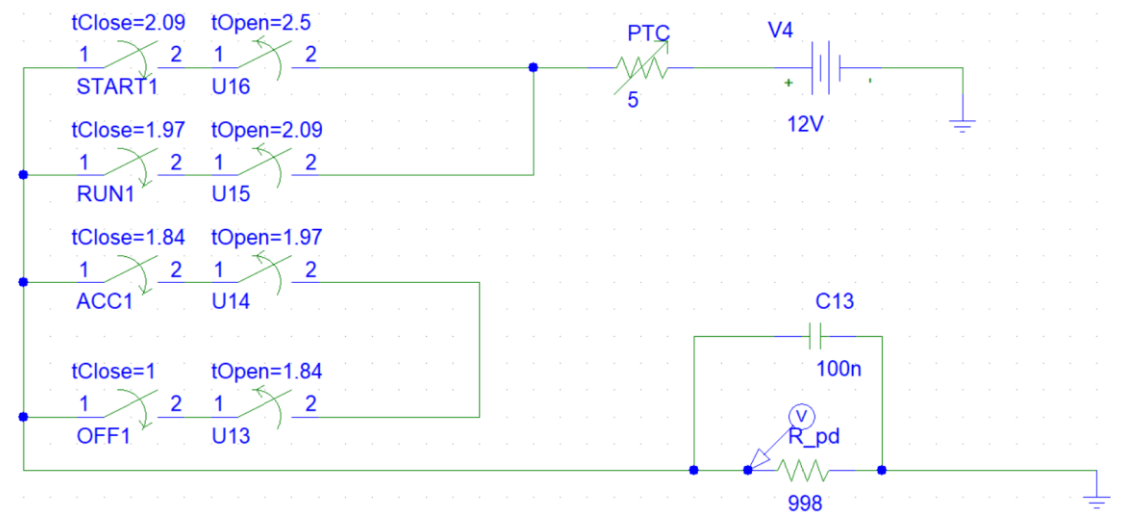 tClose=2.09 tOpen=2.5
1 2 1 2
START1 U16
PTC
5
V4
+ -
12V
tClose=1.97 tOpen=2.09
1 2 1 2
RUN1 U15
tClose=1.84 tOpen=1.97
1 2 1 2
ACC1 U14
tClose=1 tOpen=1.84
1 2 1 2
OFF1 U13
C13
100n
V
R_pd
998